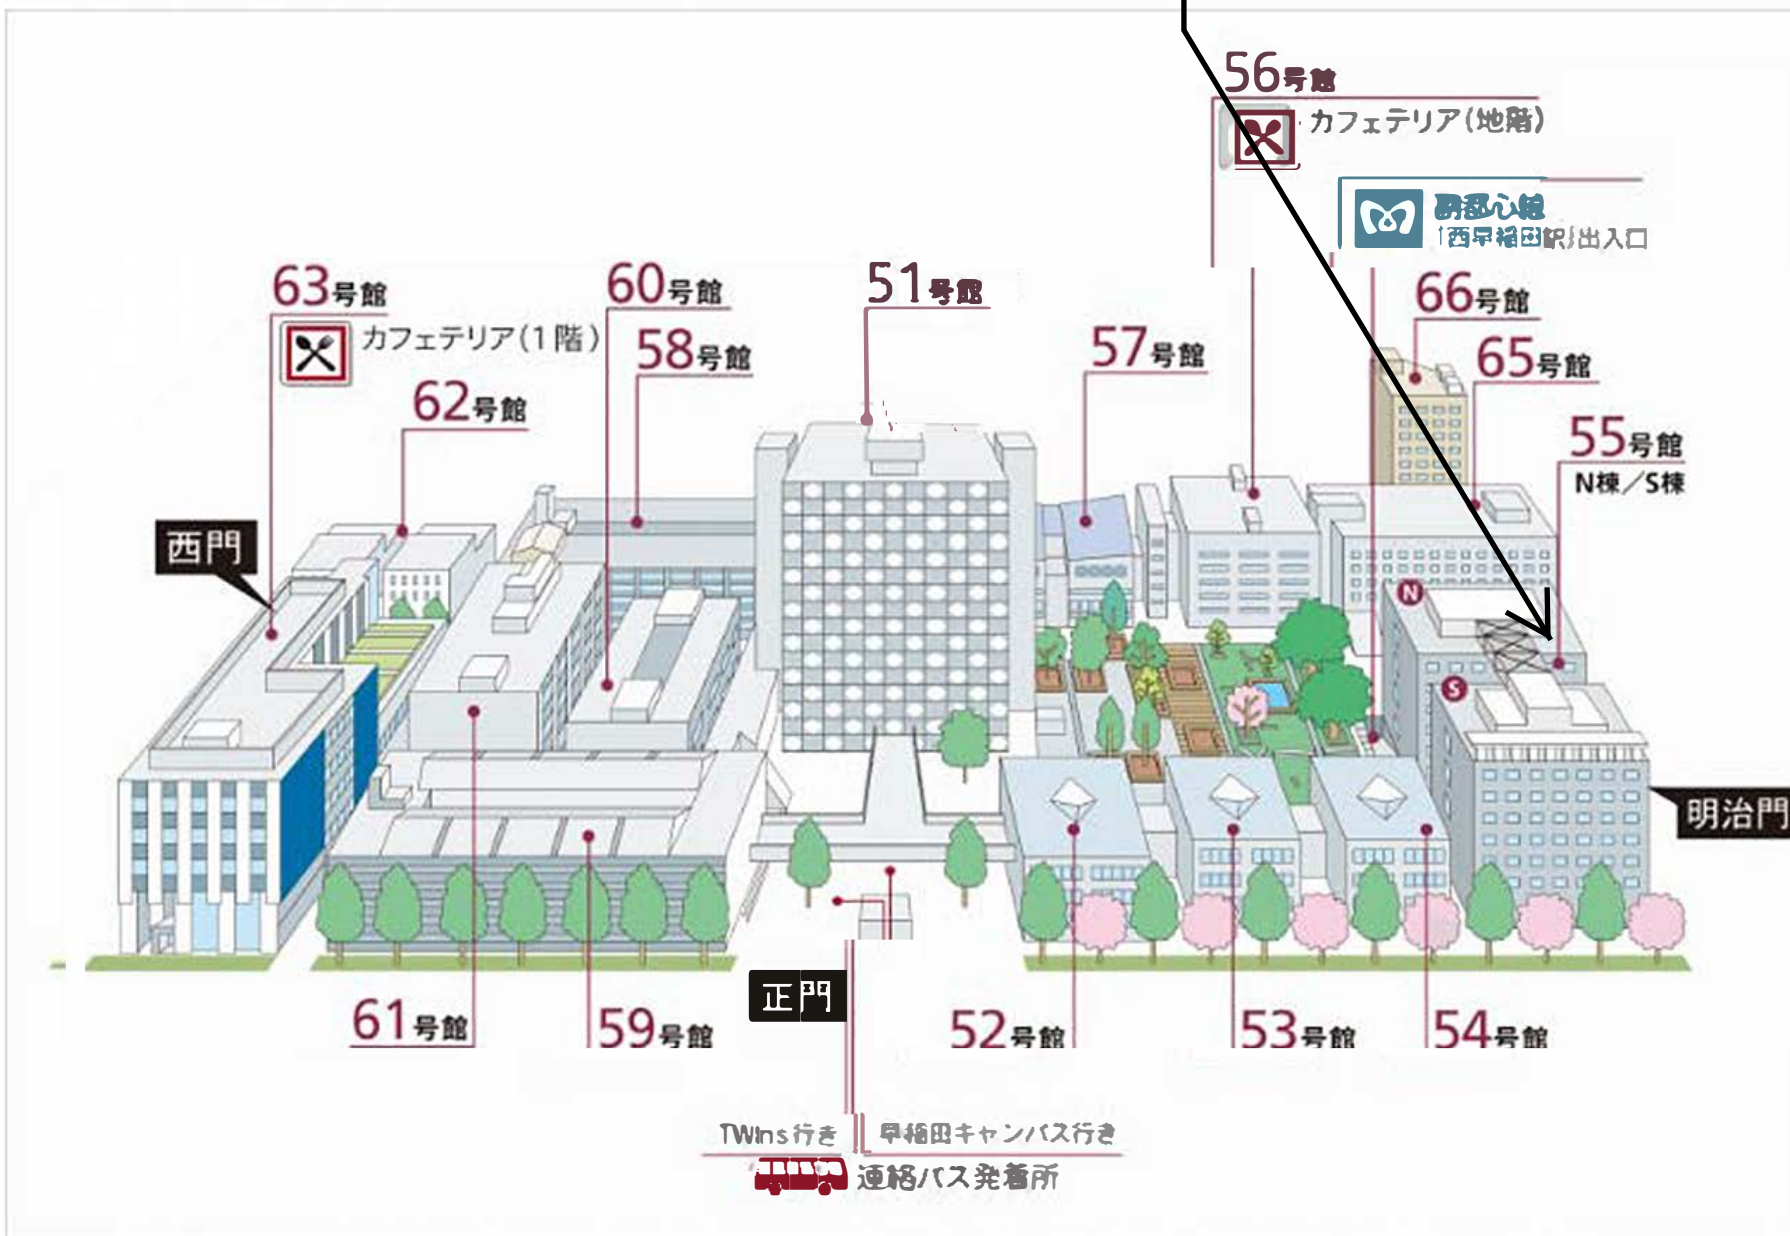 56号館
カフェテリア(地階)
副都心線
「西早稲田駅」出入口
63号館
カフェテリア(1階)
60号館
51号館
66号館
58号館
57号館
65号館
62号館
55号館
N棟/S棟
西門
N
S
明治門
正門
61号館
59号館
52号館
53号館
54号館
TWIns行き
早稲田キャンパス行き
連絡バス発着所